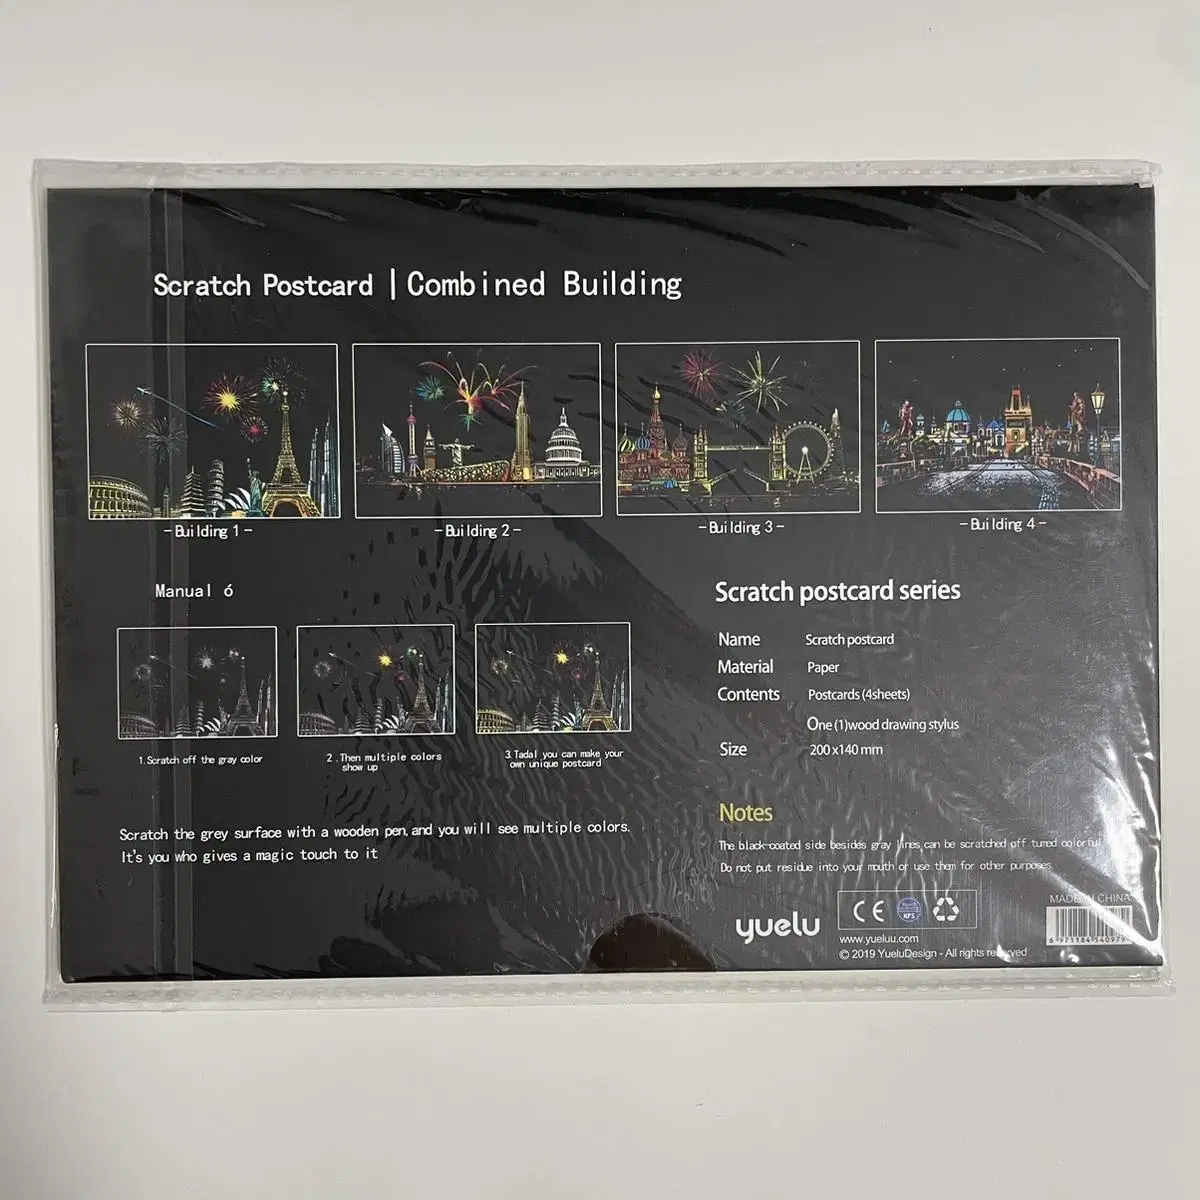 Scratch Postcard | Combined Building
-Building 1-
-Building 2-
-Building 3-
-Building 4-
Manual 6
1.Scratch off the gray color
2.Then multiple colors
show up
3.Tada! you can make your
own unique postcard
Scratch the grey surface with a wooden pen, and you will see multiple colors.
It's you who gives a magic touch to it
Scratch postcard series
Name Scratch postcard
Material Paper
Contents Postcards (4sheets)
One (1)wood drawing stylus
Size 200x140mm
Notes
The black-coated side besides gray lines can be scratched off turned colorful
Do not put residue into your mouth or use them for other purposes
yuelu
CE
www.yueluu.com
© 2019 YueluDesign - All rights reserved
MADE IN CHINA
6 971184 54097